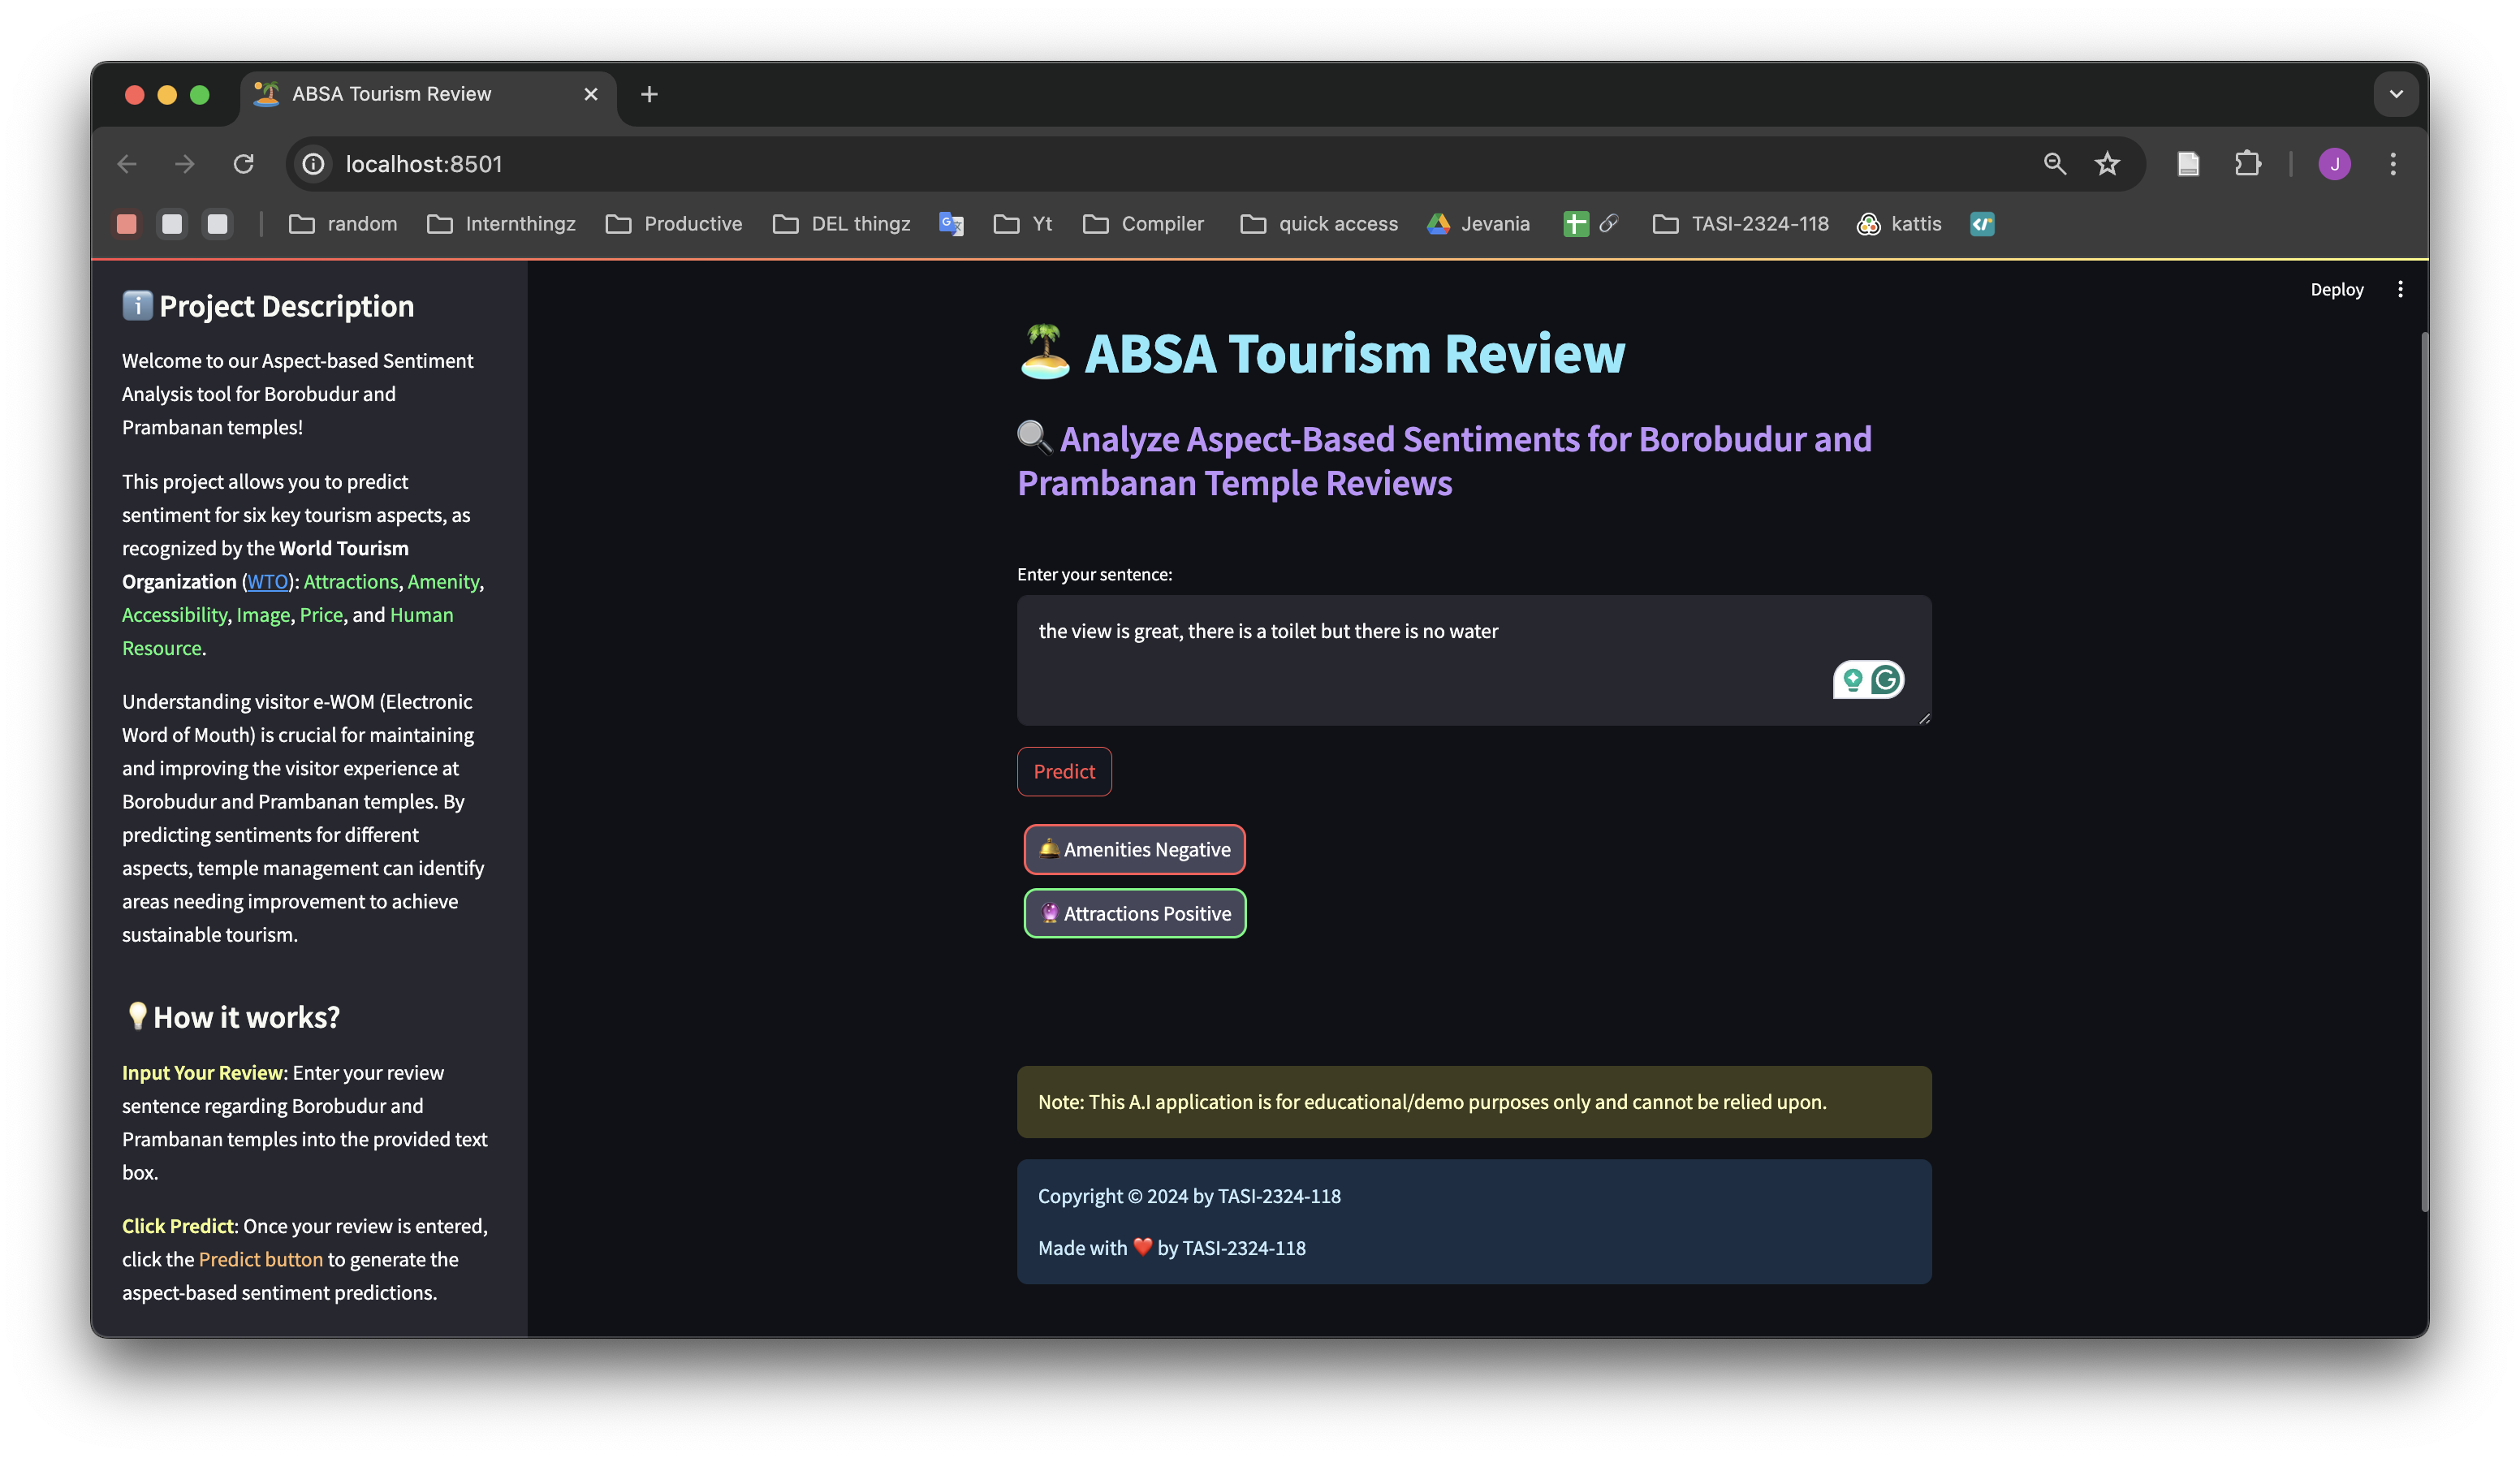 ABSA Tourism Review
localhost:8501
J
random
Internthingz
Productive
DEL thingz
Yt
Compiler
quick access
Jevania
TASI-2324-118
kattis
Project Description
Welcome to our Aspect-based Sentiment
Analysis tool for Borobudur and
Prambanan temples!
This project allows you to predict
sentiment for six key tourism aspects, as
recognized by the World Tourism
Organization (WTO): Attractions, Amenity,
Accessibility, Image, Price, and Human
Resource.
Understanding visitor e-WOM (Electronic
Word of Mouth) is crucial for maintaining
and improving the visitor experience at
Borobudur and Prambanan temples. By
predicting sentiments for different
aspects, temple management can identify
areas needing improvement to achieve
sustainable tourism.
How it works?
Input Your Review: Enter your review
sentence regarding Borobudur and
Prambanan temples into the provided text
box.
Click Predict: Once your review is entered,
click the Predict button to generate the
aspect-based sentiment predictions.
Deploy
ABSA Tourism Review
Analyze Aspect-Based Sentiments for Borobudur and
Prambanan Temple Reviews
Enter your sentence:
the view is great, there is a toilet but there is no water
Predict
Amenities Negative
Attractions Positive
Note: This A.I application is for educational/demo purposes only and cannot be relied upon.
Copyright © 2024 by TASI-2324-118
Made with ❤️ by TASI-2324-118